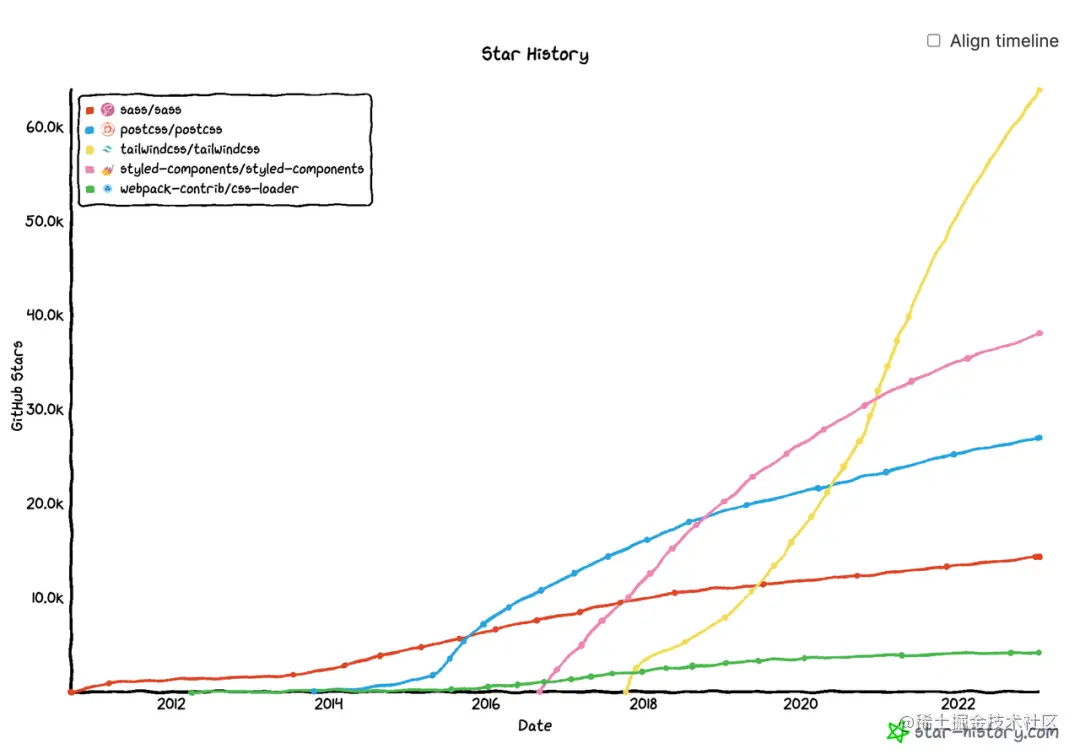 Align timeline
Star History
sass/sass
postcss/postcss
tailwindcss/tailwindcss
styled-components/styled-components
webpack-contrib/css-loader
60.0k
50.0k
40.0k
30.0k
20.0k
10.0k
GitHub Stars
2012
2014
2016
2018
2020
2022
Date
@稀土掘金技术社区
star-history.com